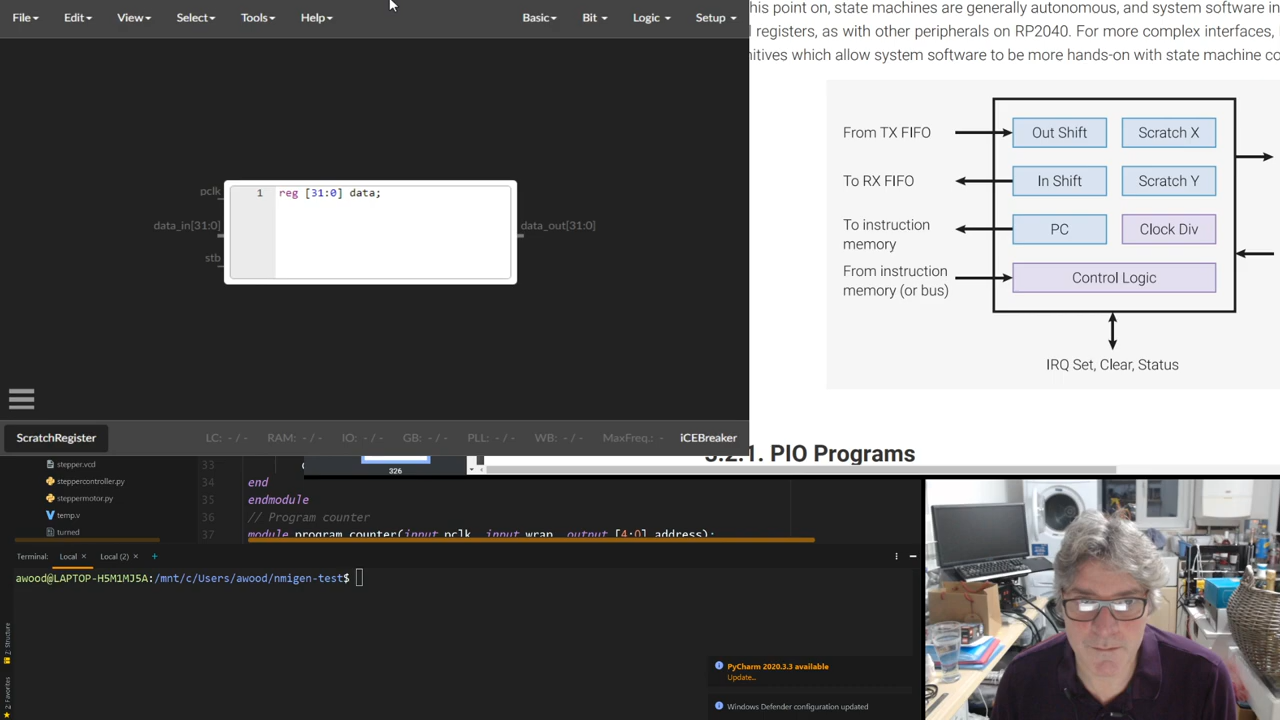 File▾ Edit▾ View▾ Select▾ Tools▾ Help▾ Basic▾ Bit ▾ Logic ▾ Setup ▾
pclk
data_in[31:0]
stb
1 reg [31:0] data;
data_out[31:0]
ScratchRegister LC: - / - RAM: - / - IO: - / - GB: - / - PLL: - / - WB: - / - MaxFreq.: - iCEBreaker
his point on, state machines are generally autonomous, and system software in
registers, as with other peripherals on RP2040. For more complex interfaces,
nitives which allow system software to be more hands-on with state machine co
From TX FIFO
Out Shift
Scratch X
To RX FIFO
In Shift
Scratch Y
To instruction
memory
PC
Clock Div
From instruction
memory (or bus)
Control Logic
IRQ Set, Clear, Status
3.2.1. PIO Programs
326
stepper.vcd
steppercontroller.py
steppermotor.py
temp.v
turned
33
34 end
35 endmodule
36 // Program counter
37 module program_counter(input pclk, input wrap, output [4:0] address);
Terminal: Local × Local (2) × +
awood@LAPTOP-H5M1MJ5A:/mnt/c/Users/awood/nmigen-test$
Z: Structure
2: Favorites
PyCharm 2020.3.3 available
Update...
Windows Defender configuration updated